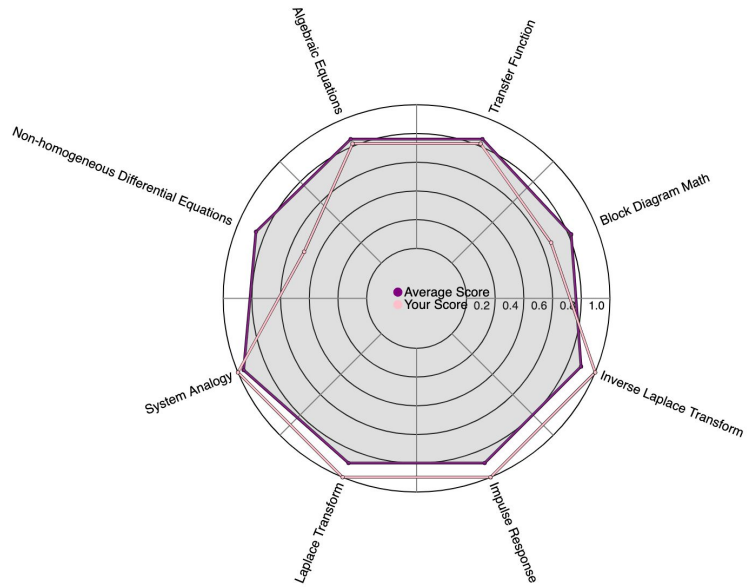 Algebraic Equations
Transfer Function
Non-homogeneous Differential Equations
Block Diagram Math
Average Score
Your Score
0.2 0.4 0.6 0.8 1.0
System Analogy
Inverse Laplace Transform
Laplace Transform
Impulse Response